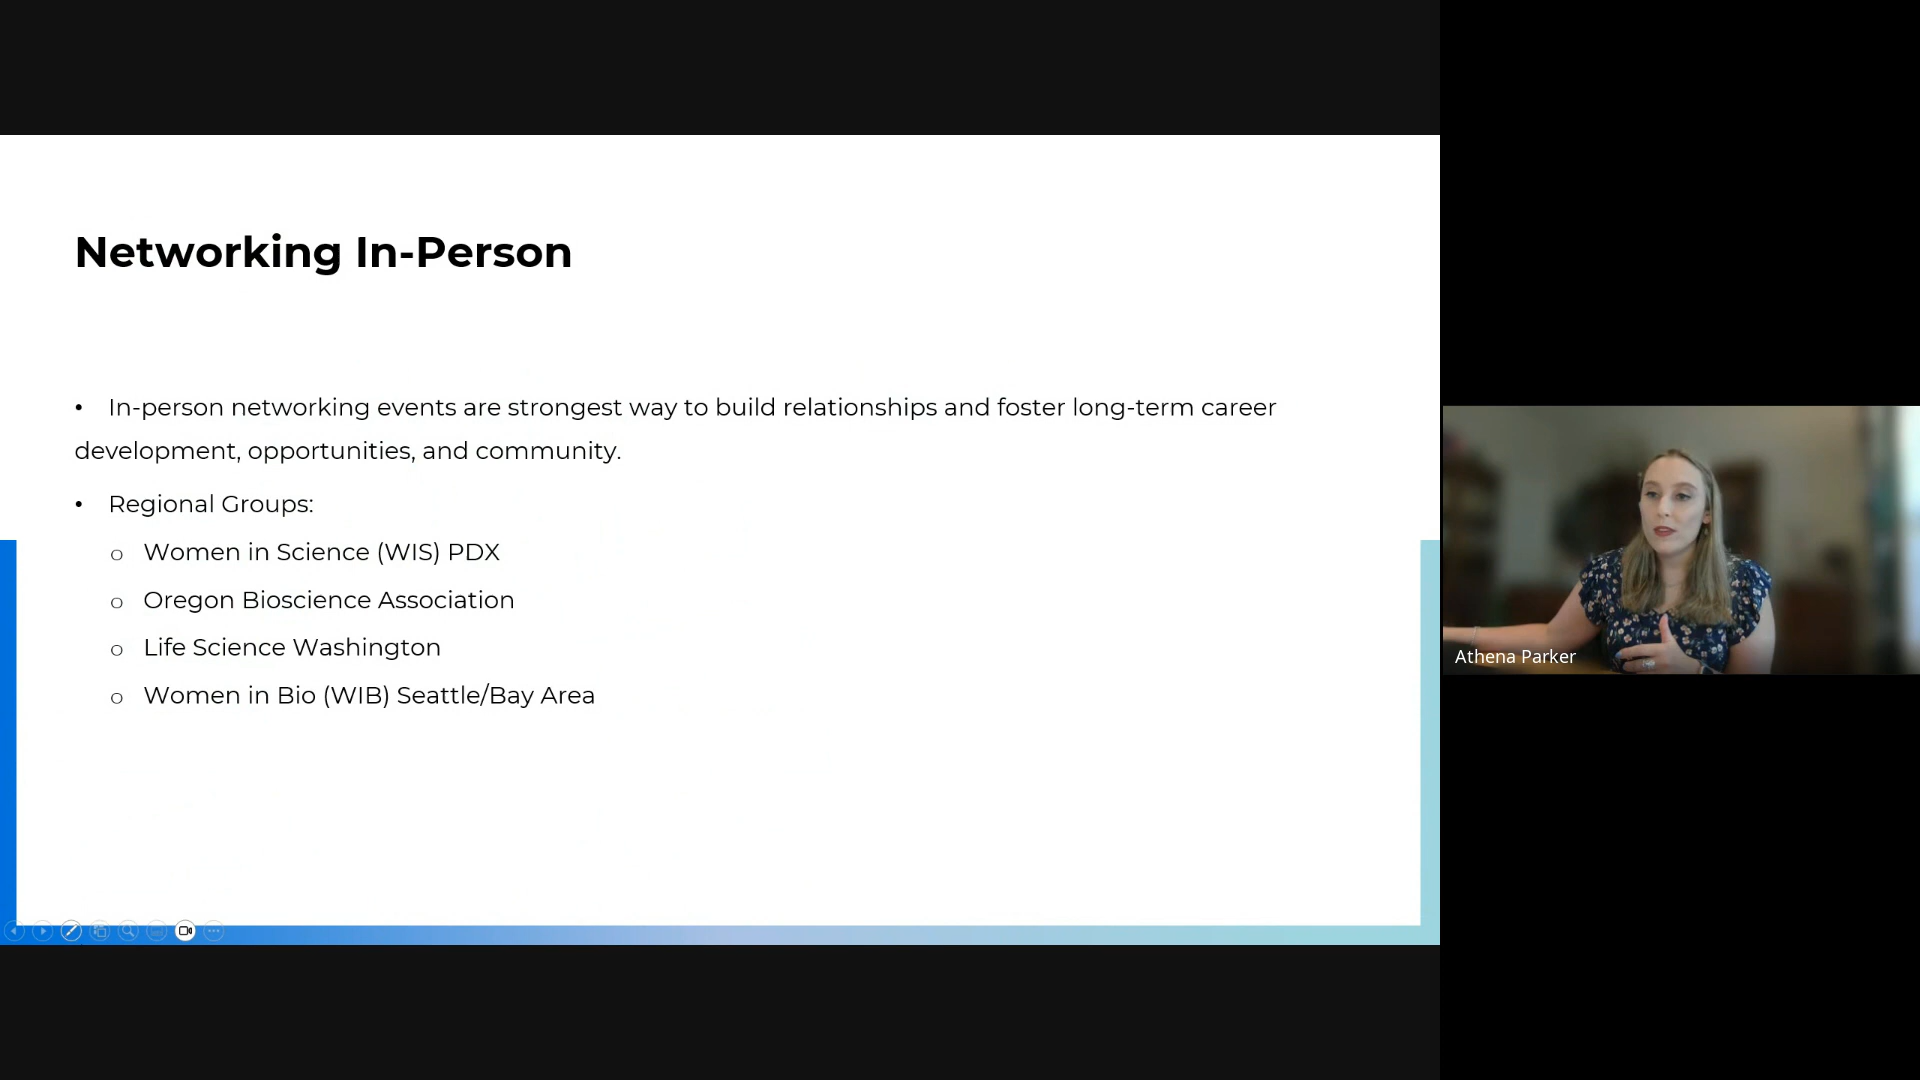 Networking In-Person
• In-person networking events are strongest way to build relationships and foster long-term career
development, opportunities, and community.
• Regional Groups:
o Women in Science (WIS) PDX
o Oregon Bioscience Association
o Life Science Washington
o Women in Bio (WIB) Seattle/Bay Area
Athena Parker